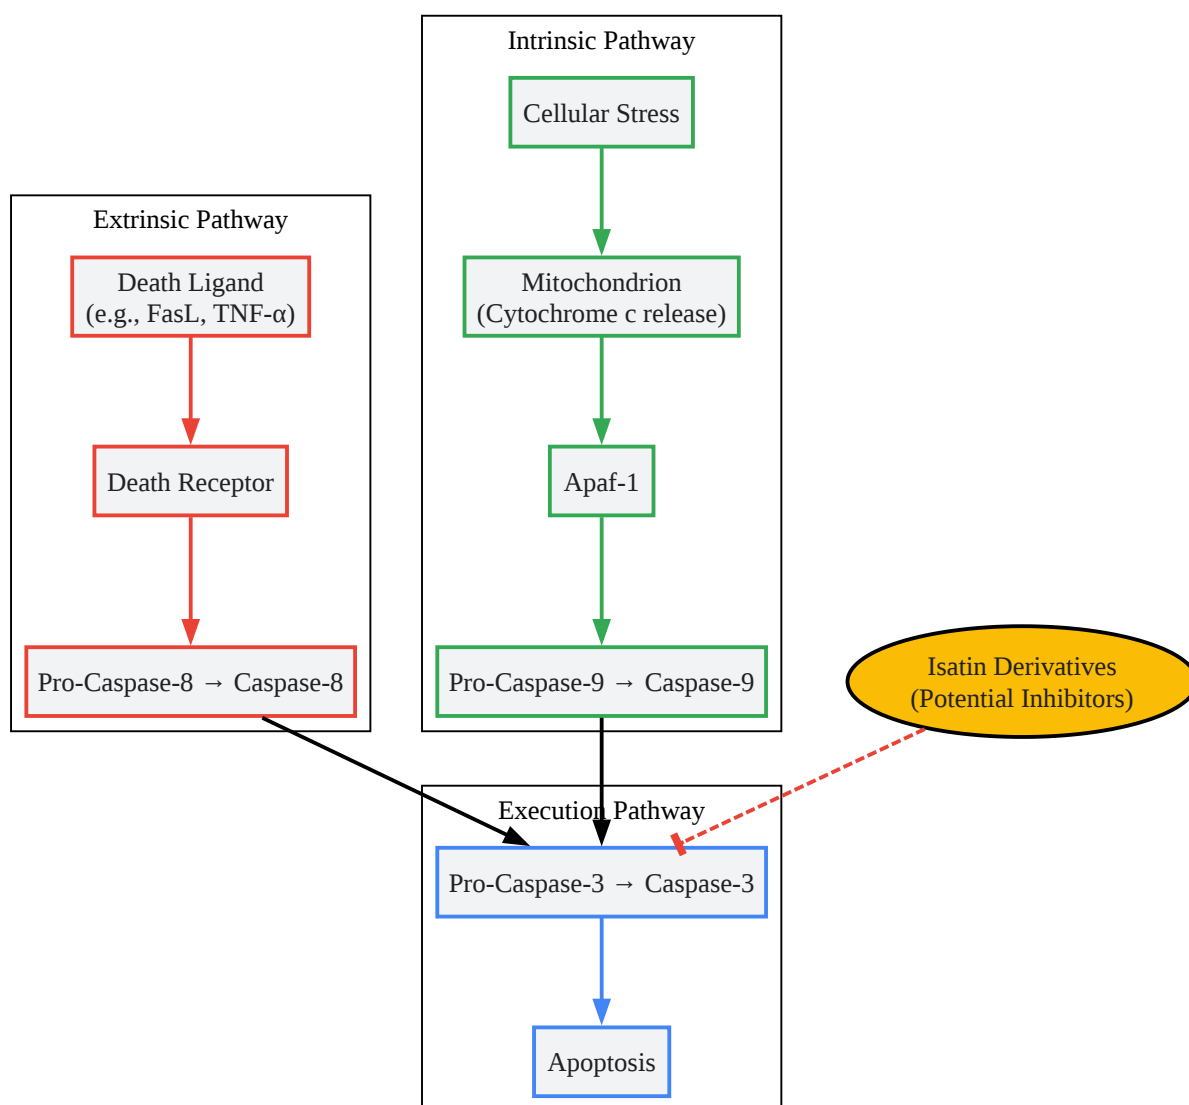 Intrinsic Pathway
Cellular Stress
Extrinsic Pathway
Death Ligand
(e.g., FasL, TNF-α)
Mitochondrion
(Cytochrome c release)
Death Receptor
Apaf-1
Pro-Caspase-8 → Caspase-8
Pro-Caspase-9 → Caspase-9
Isatin Derivatives
(Potential Inhibitors)
Execution Pathway
Pro-Caspase-3 → Caspase-3
Apoptosis